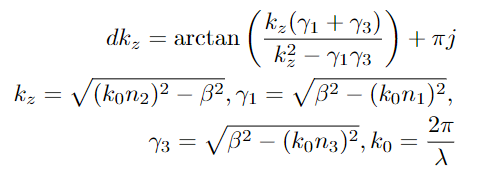 dk_z = arctan \left( \frac{k_z(\gamma_1 + \gamma_3)}{k_z^2 - \gamma_1\gamma_3} \right) + \pi j
k_z = \sqrt{(k_0 n_2)^2 - \beta^2}, \gamma_1 = \sqrt{\beta^2 - (k_0 n_1)^2},
\gamma_3 = \sqrt{\beta^2 - (k_0 n_3)^2}, k_0 = \frac{2\pi}{\lambda}